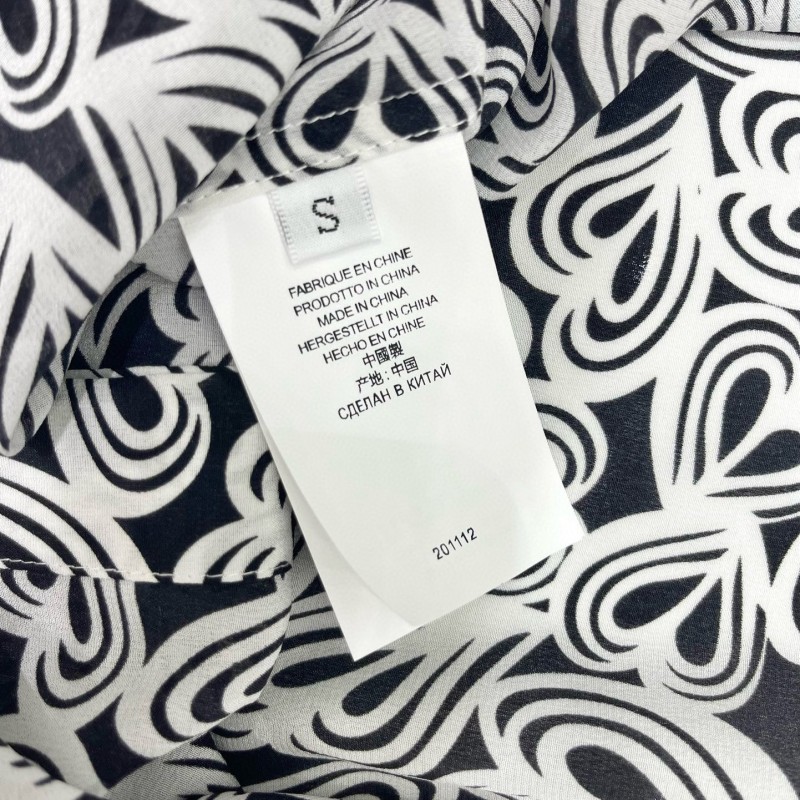 S
FABRIQUE EN CHINE
PRODOTTO IN CHINA
MADE IN CHINA
HERGESTELLT IN CHINA
HECHO EN CHINE
中國製
产地:中国
СДЕЛАН В КИТАЙ
201112